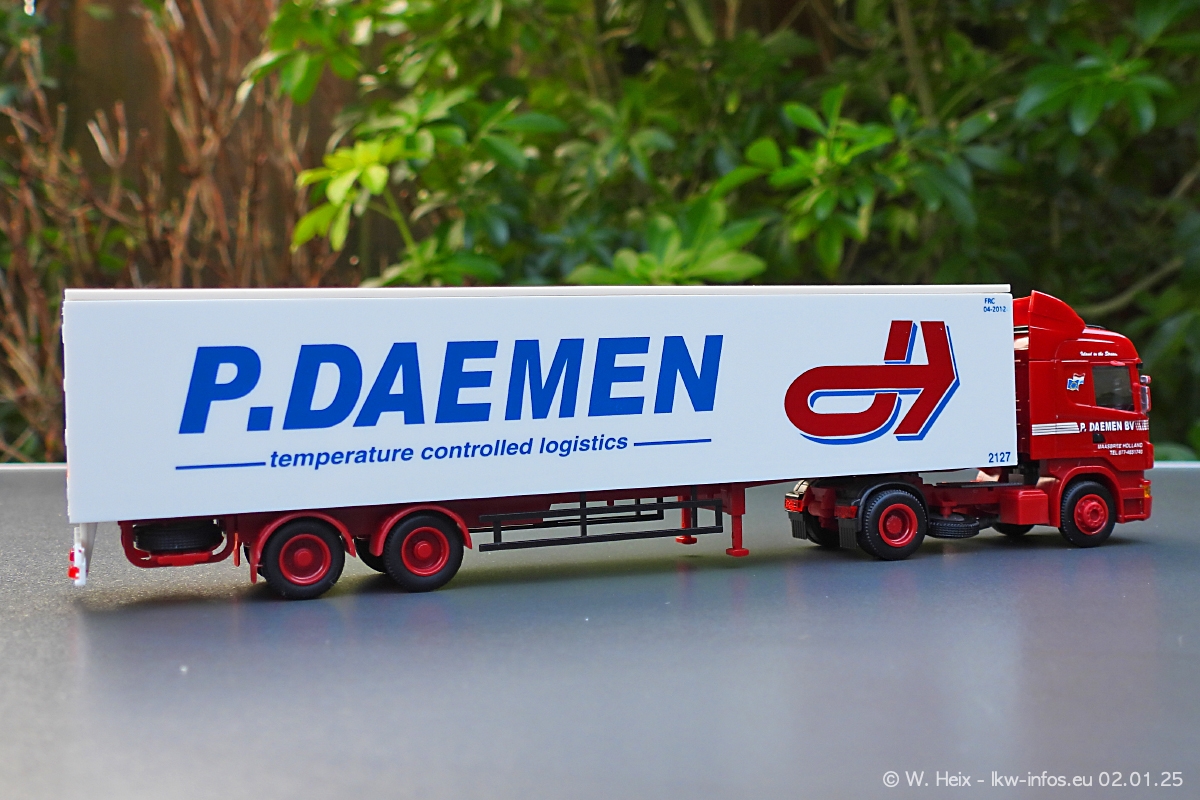 FRC
04-2012
P.DAEMEN
temperature controlled logistics
2127
P. DAEMEN BV
MAASBREE HOLLAND
© W. Heix - lkw-infos.eu 02.01.25